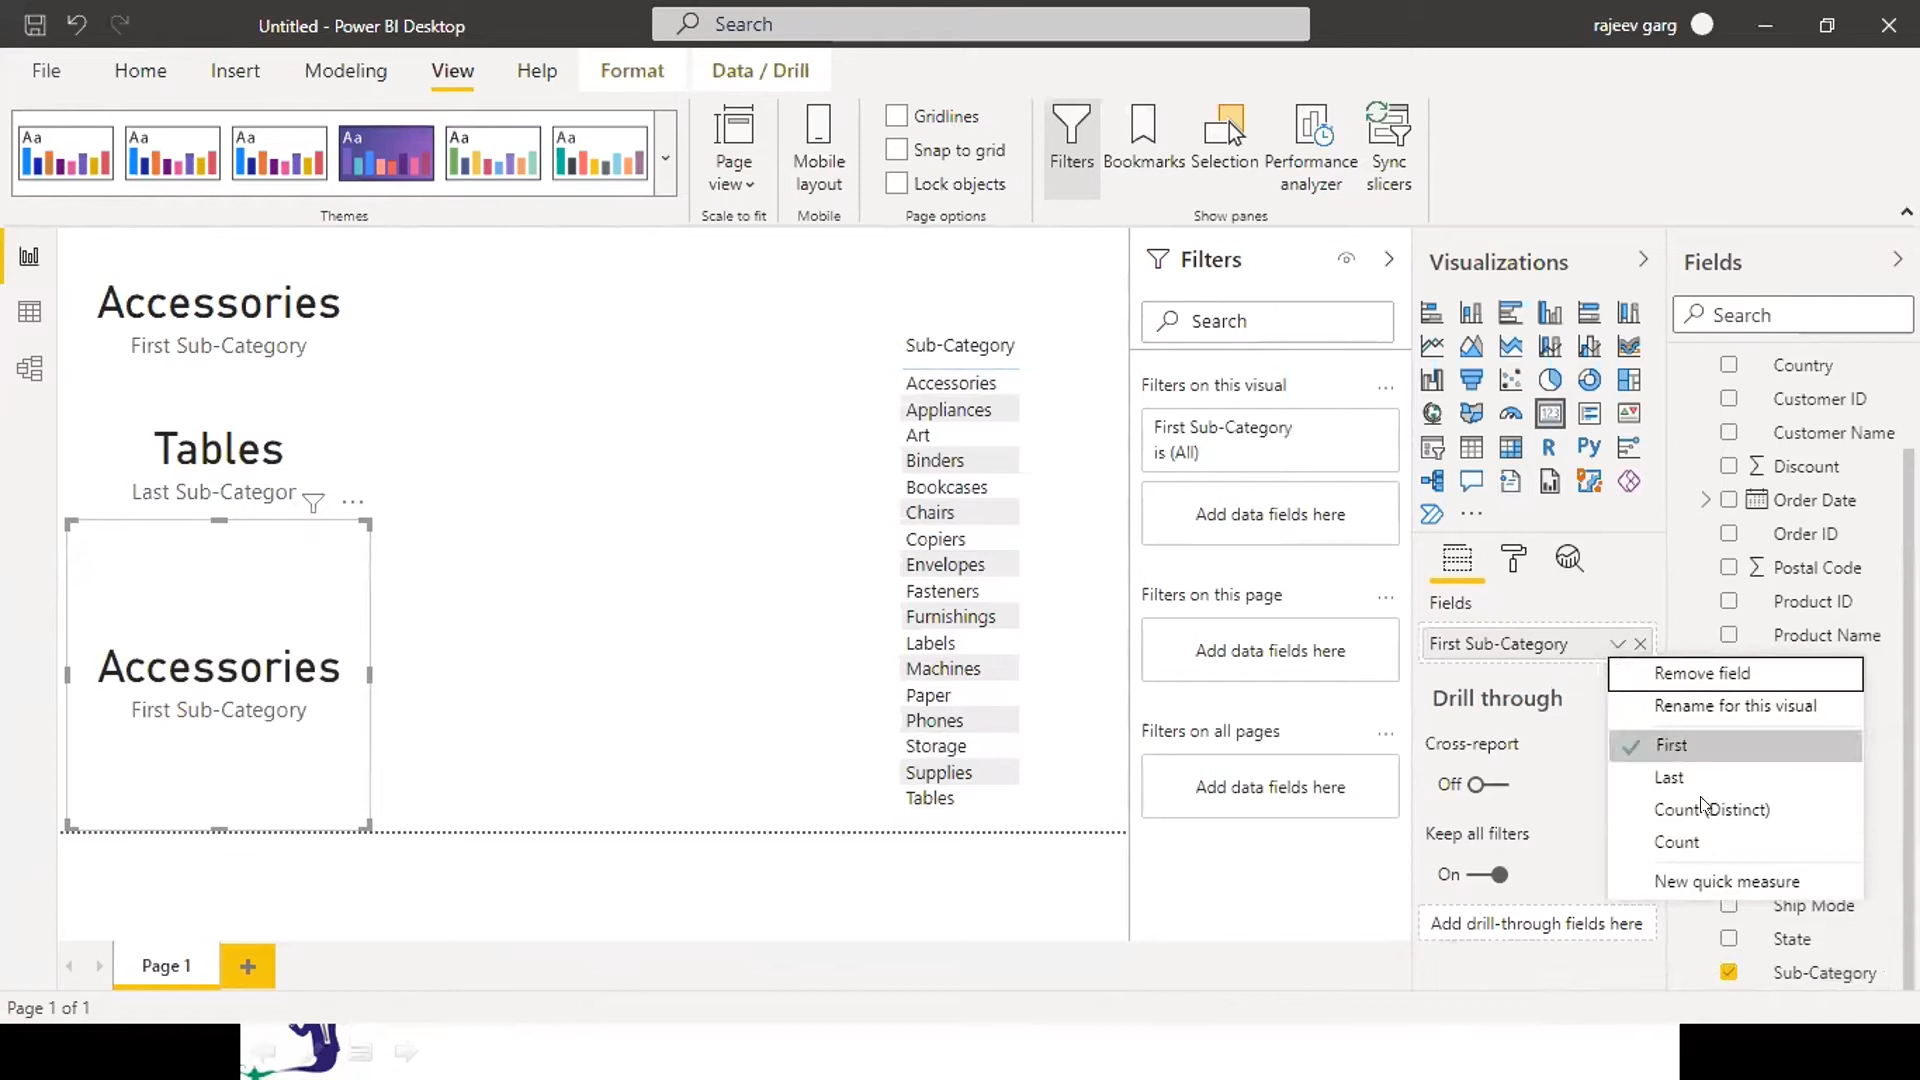 Untitled - Power BI Desktop
Search
rajeev garg
File
Home
Insert
Modeling
View
Help
Format
Data / Drill
Aa
Aa
Aa
Aa
Aa
Aa
Themes
Page
view
Scale to fit
Mobile
layout
Mobile
Gridlines
Snap to grid
Lock objects
Page options
Filters
Bookmarks
Selection
Performance
analyzer
Sync
slicers
Show panes
Accessories
First Sub-Category
Tables
Last Sub-Categor
...
Accessories
First Sub-Category
Sub-Category
Accessories
Appliances
Art
Binders
Bookcases
Chairs
Copiers
Envelopes
Fasteners
Furnishings
Labels
Machines
Paper
Phones
Storage
Supplies
Tables
Filters
Search
Filters on this visual
...
First Sub-Category
is (All)
Add data fields here
Filters on this page
...
Add data fields here
Filters on all pages
...
Add data fields here
Visualizations
123
R
Py
...
Fields
First Sub-Category
Drill through
Cross-report
Off
Keep all filters
On
Add drill-through fields here
Remove field
Rename for this visual
First
Last
Count (Distinct)
Count
New quick measure
Fields
Search
Country
Customer ID
Customer Name
Discount
Order Date
Order ID
Postal Code
Product ID
Product Name
Ship Mode
State
Sub-Category
Page 1
Page 1 of 1